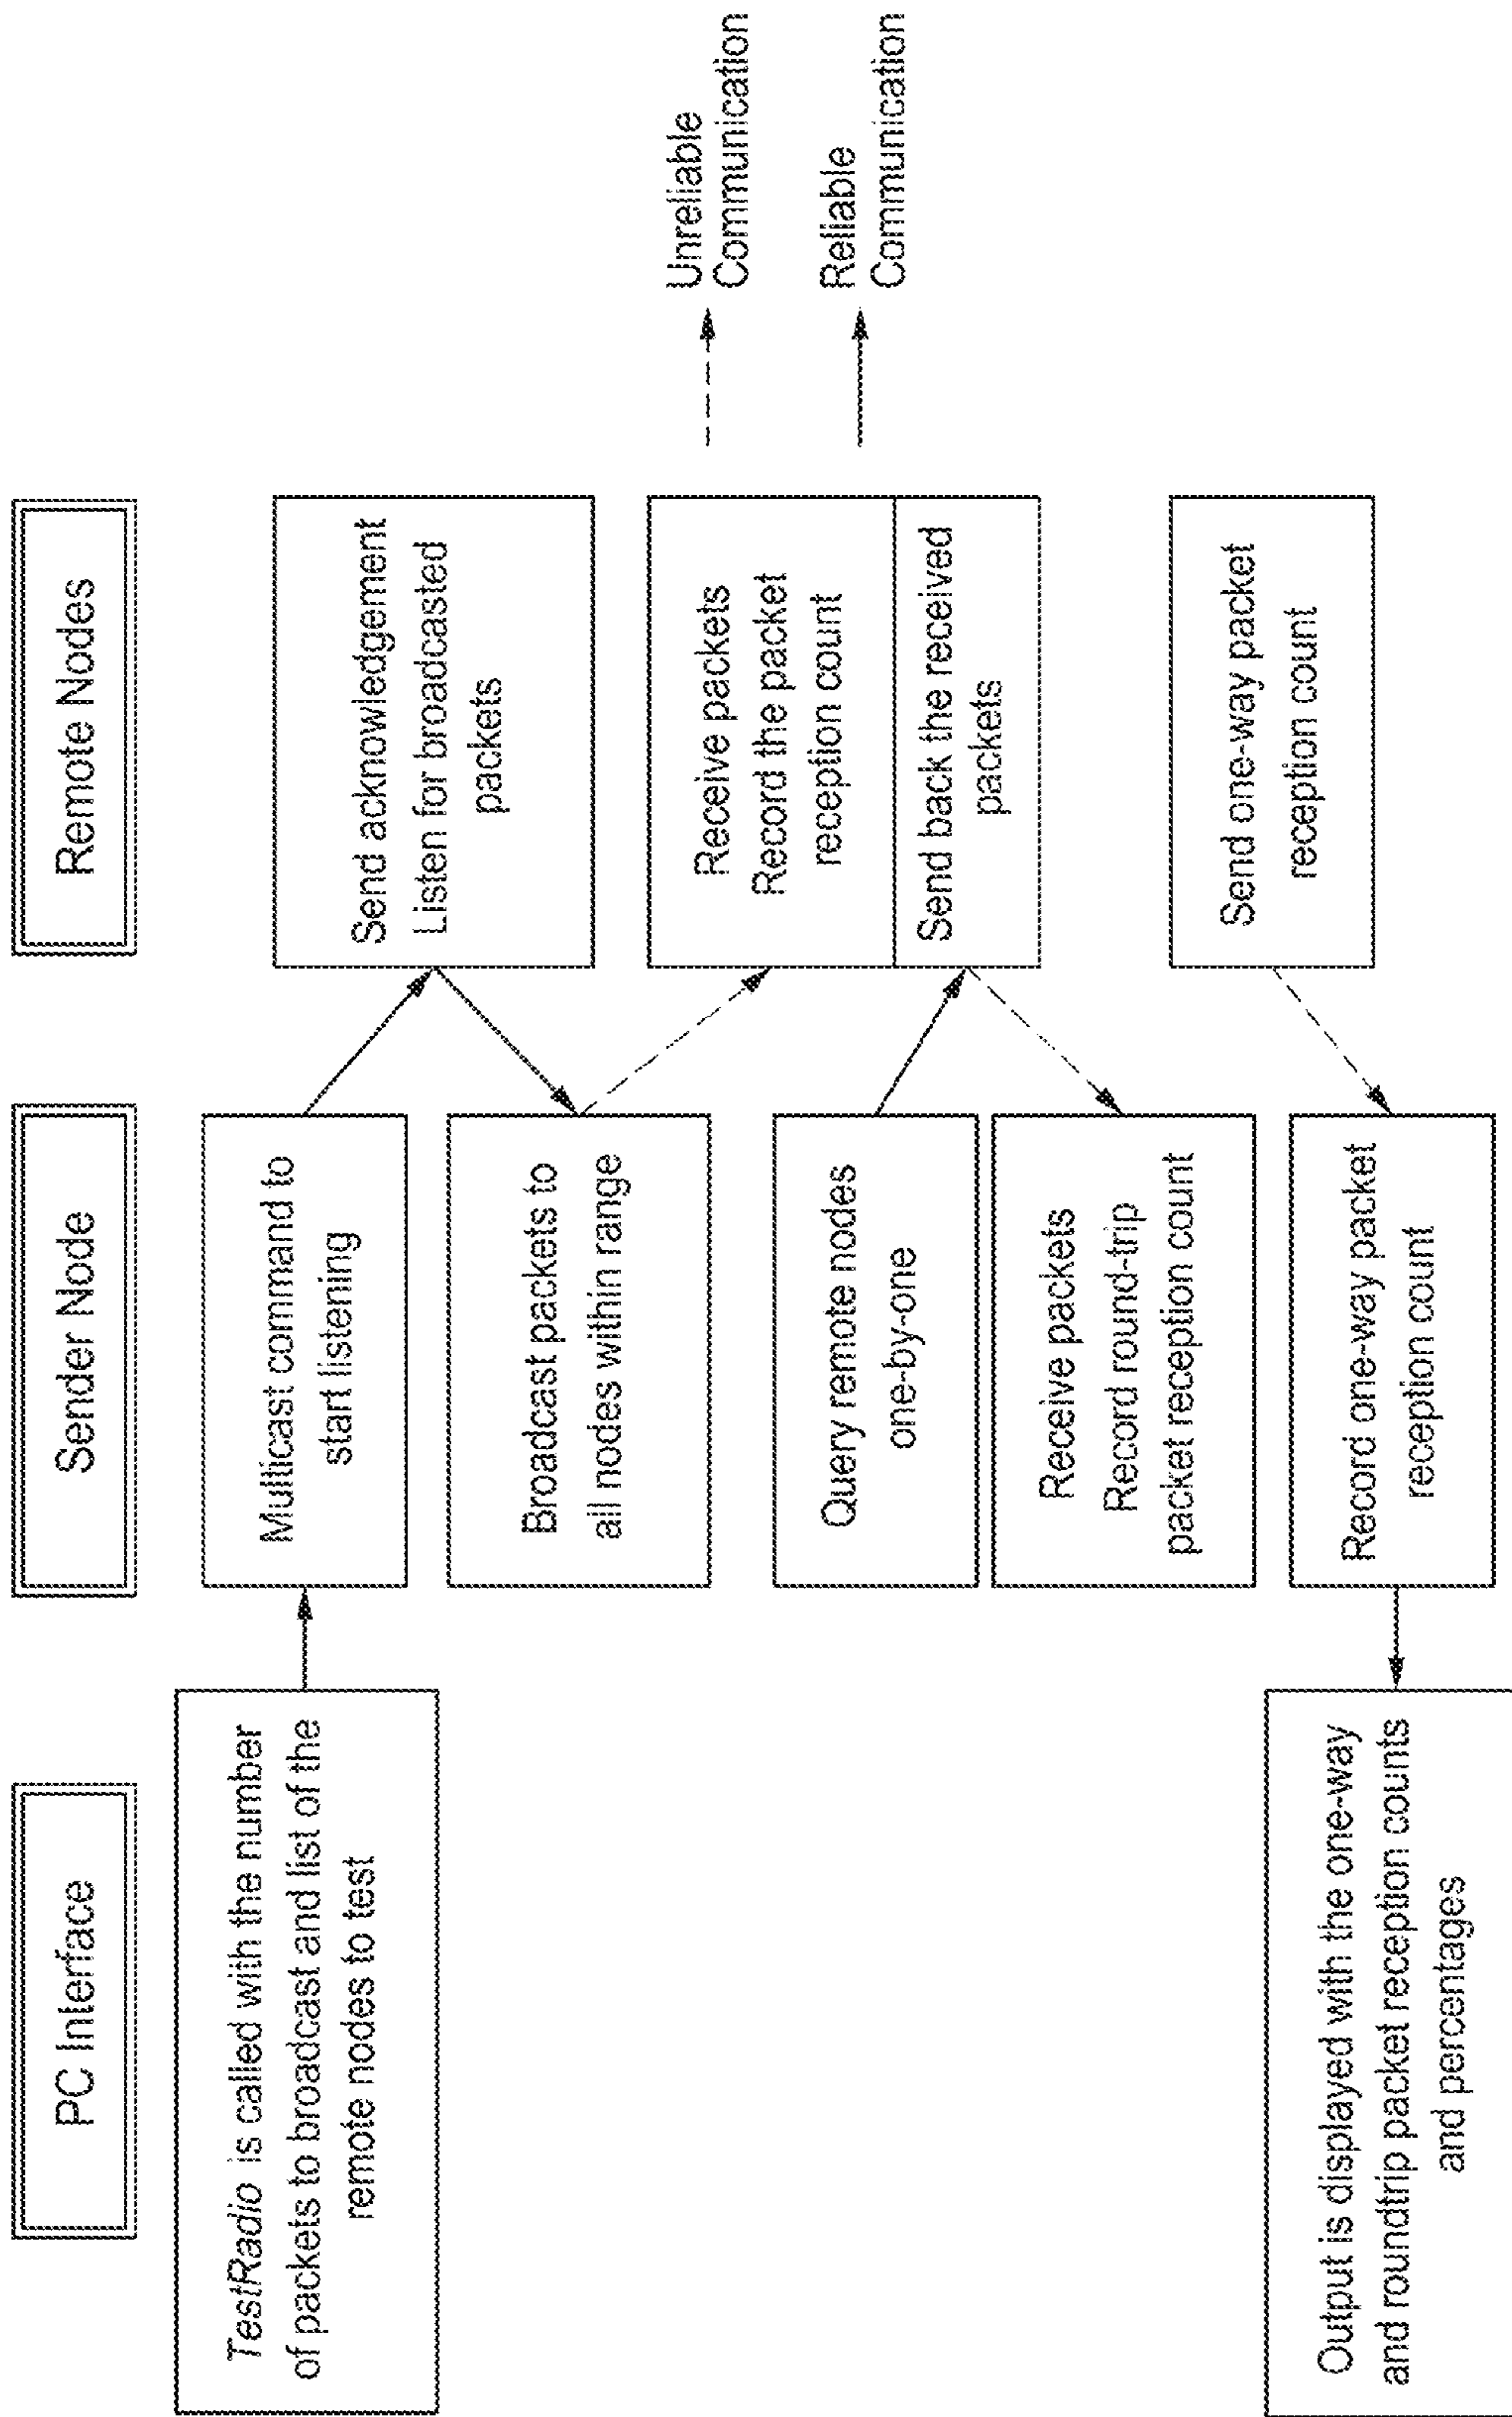 PC Interface
Sender Node
Remote Nodes
TestRadio is called with the number
of packets to broadcast and list of the
remote nodes to test
Multicast command to
start listening
Send acknowledgement
Listen for broadcasted
packets
Broadcast packets to
all nodes within range
Receive packets
Record the packet
reception count
Send back the received
packets
Query remote nodes
one-by-one
Receive packets
Record round-trip
packet reception count
Send one-way packet
reception count
Record one-way packet
reception count
Output is displayed with the one-way
and roundtrip packet reception counts
and percentages
Unreliable
Communication
Reliable
Communication